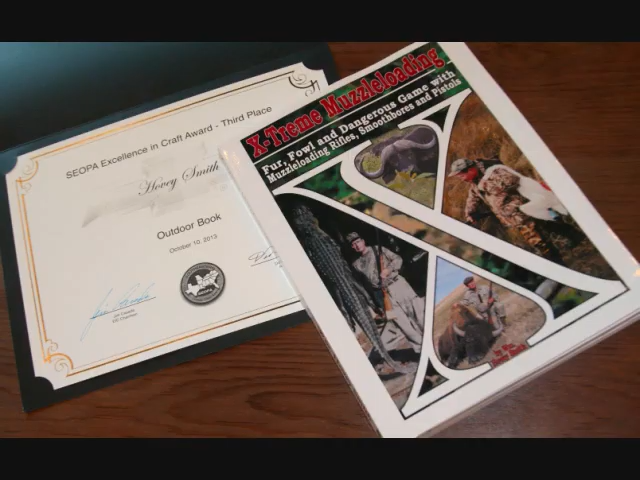 SEOPA Excellence in Craft Award - Third Place
Hovey Smith
Outdoor Book
October 10, 2013
X-Treme Muzzleloading
Fur, Fowl and Dangerous Game with
Muzzleloading Rifles, Smoothbores and Pistols